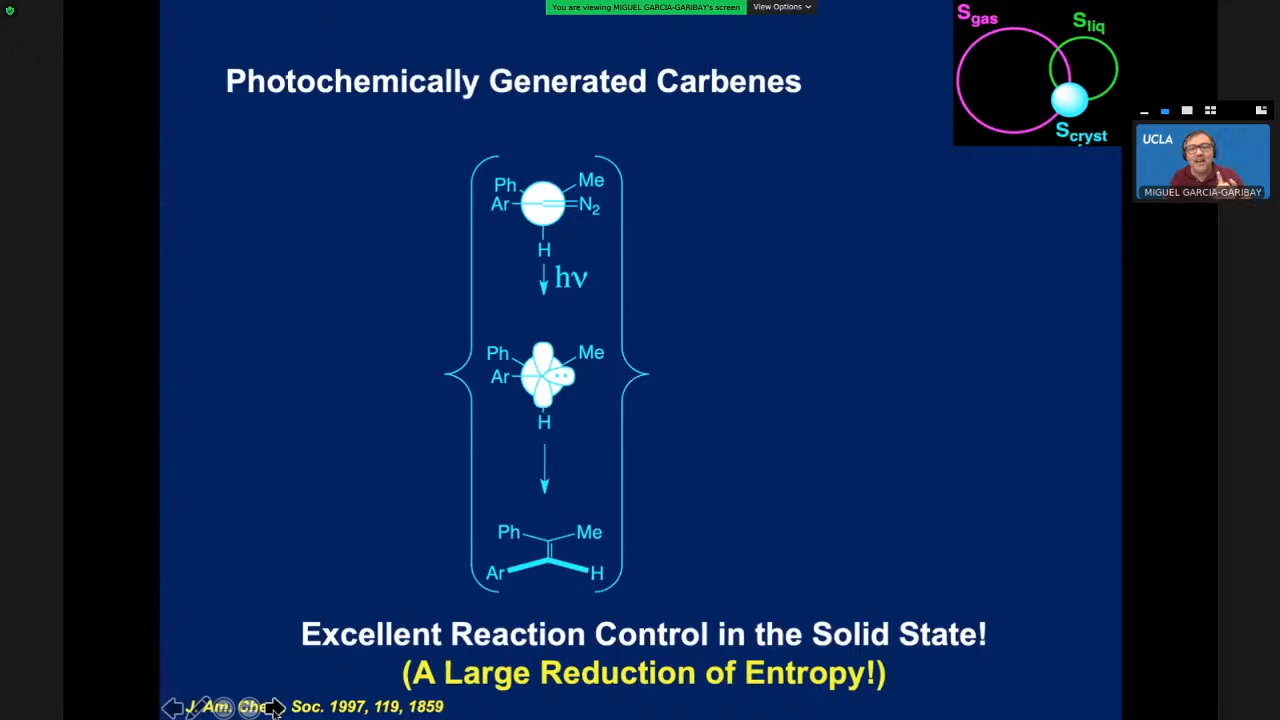 You are viewing MIGUEL GARCIA-GARIBAY's screen
View Options
Sgas
Sliq
Scryst
Photochemically Generated Carbenes
UCLA
MIGUEL GARCIA-GARIBAY
Ph
Me
Ar
N2
H
hν
Ph
Me
Ar
H
Ph
Me
Ar
H
Excellent Reaction Control in the Solid State!
(A Large Reduction of Entropy!)
J. Am. Che Soc. 1997, 119, 1859